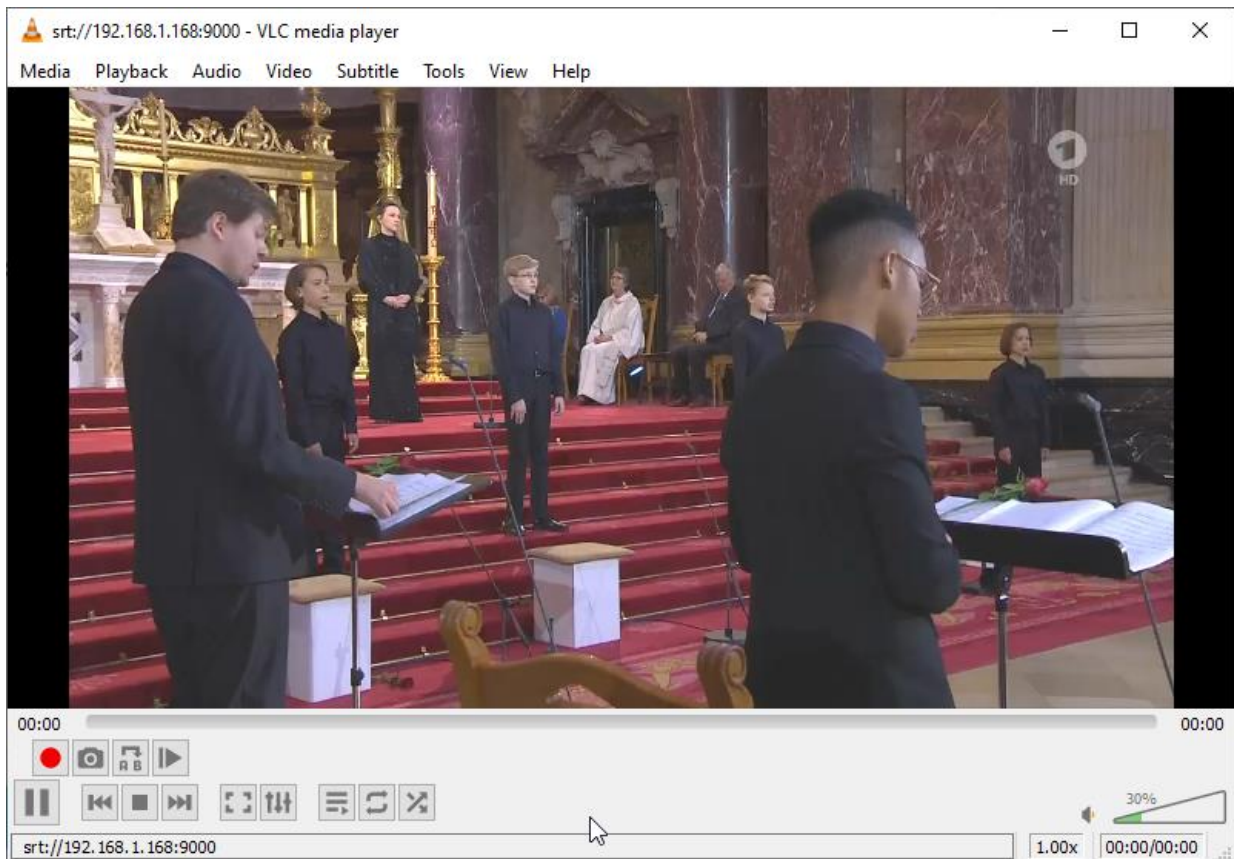 srt://192.168.1.168:9000 - VLC media player
Media Playback Audio Video Subtitle Tools View Help
1
HD
00:00 00:00
A B
30%
srt://192.168.1.168:9000 1.00x 00:00/00:00